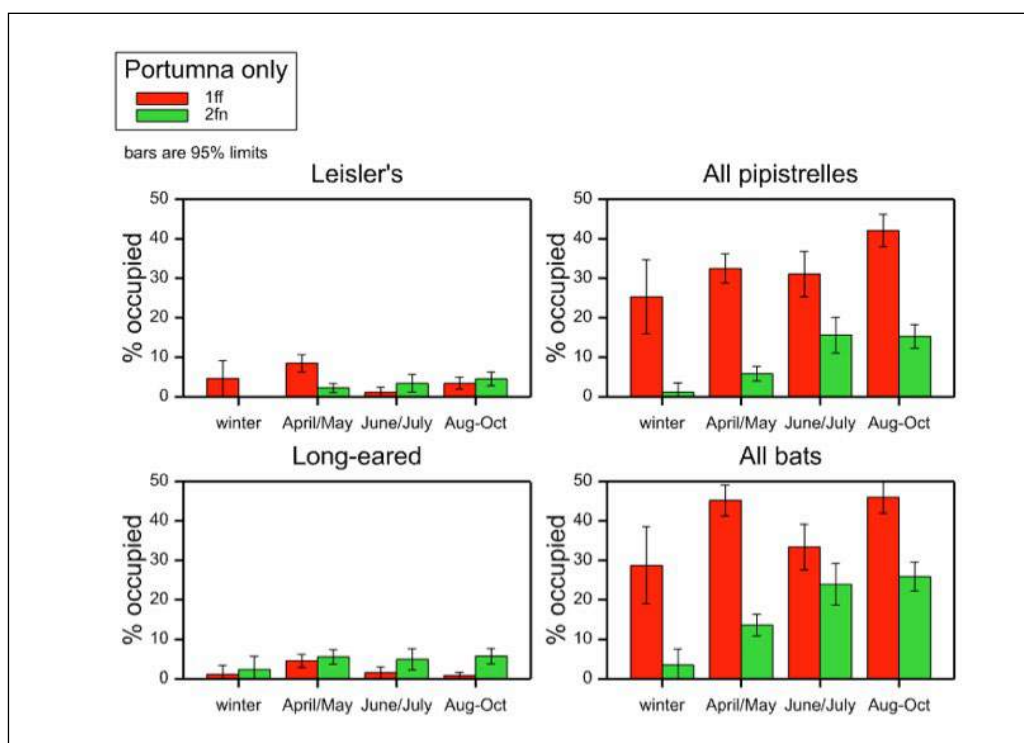 Portumna only
1ff
2fn
bars are 95% limits
Leisler's
50
40
30
20
10
0
% occupied
winter April/May June/July Aug-Oct
All pipistrelles
50
40
30
20
10
0
% occupied
winter April/May June/July Aug-Oct
Long-eared
50
40
30
20
10
0
% occupied
winter April/May June/July Aug-Oct
All bats
50
40
30
20
10
0
% occupied
winter April/May June/July Aug-Oct